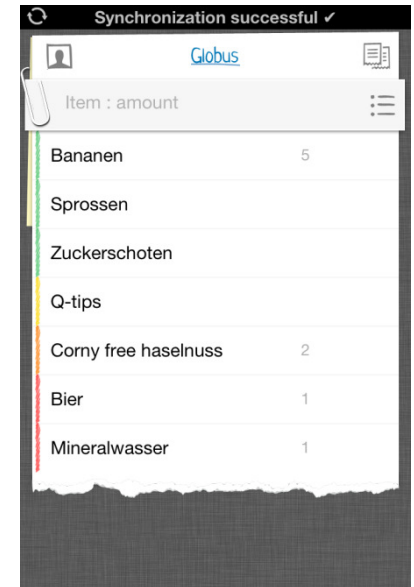 Synchronization successful ✔
Globus
Item : amount
Bananen 5
Sprossen
Zuckerschoten
Q-tips
Corny free haselnuss 2
Bier 1
Mineralwasser 1